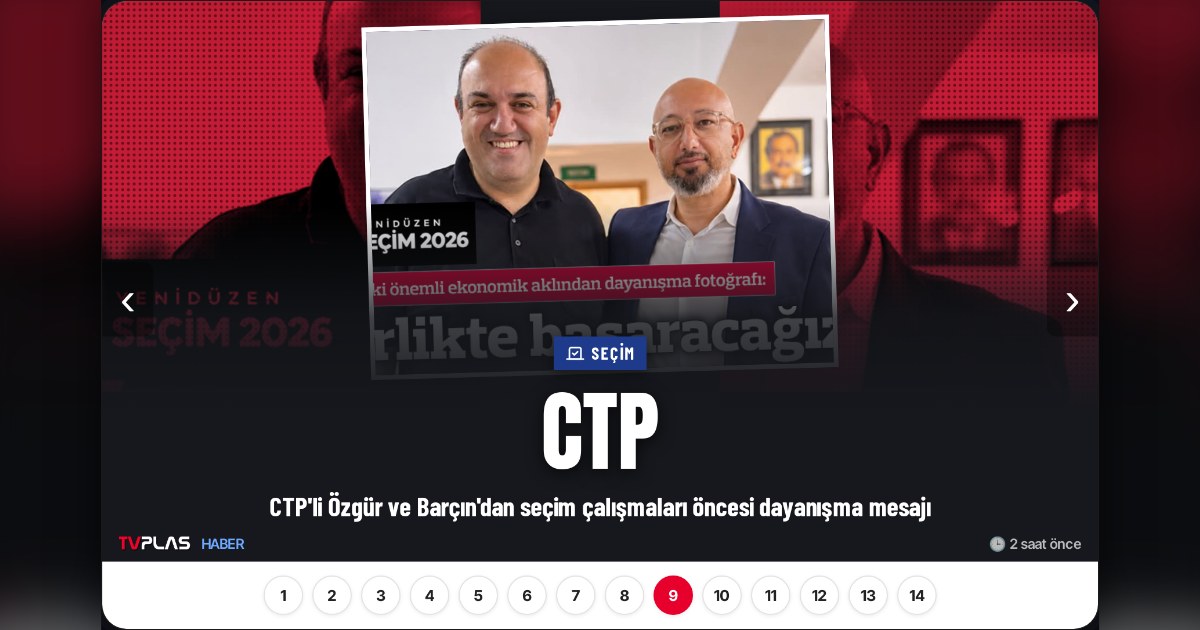 YENİDÜZEN
SEÇİM 2026
NİDÜZEN
EÇİM 2026
ki önemli ekonomik aklından dayanışma fotoğrafı:
rlikte başaracağız
SEÇİM
CTP
CTP'li Özgür ve Barçın'dan seçim çalışmaları öncesi dayanışma mesajı
TVPLAS HABER
2 saat önce
1 2 3 4 5 6 7 8 9 10 11 12 13 14